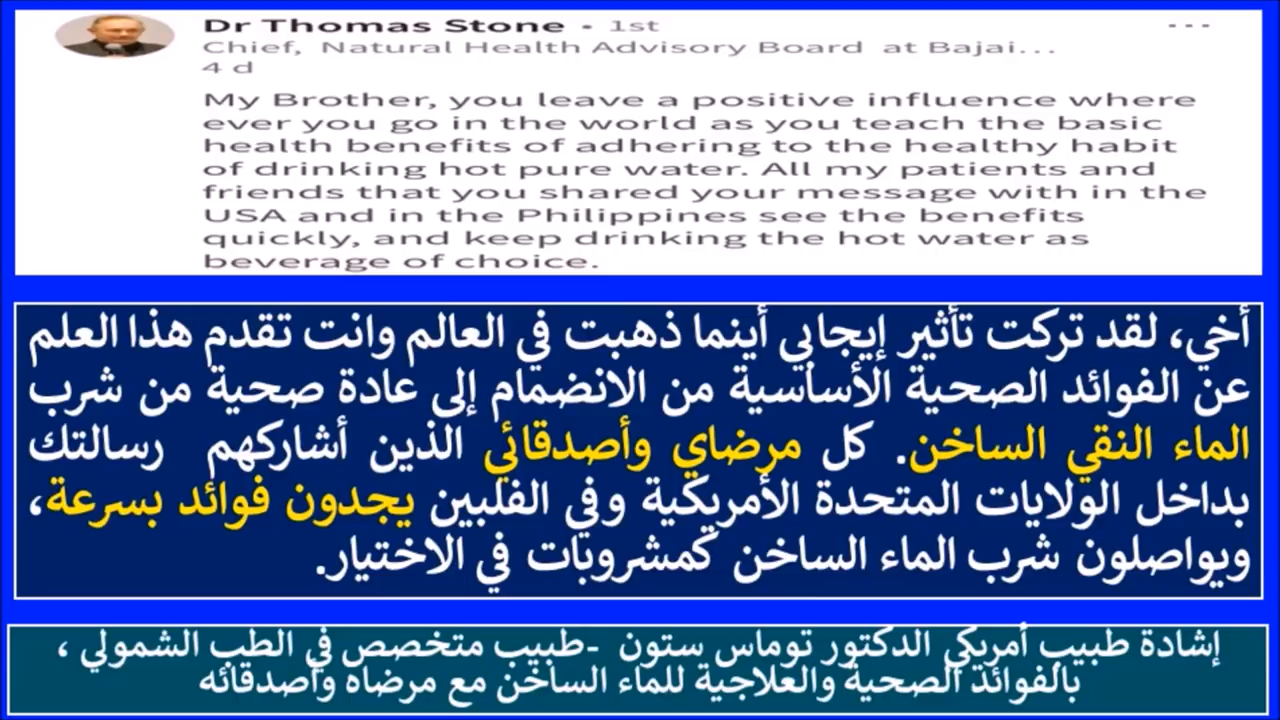 Dr Thomas Stone • 1st
Chief, Natural Health Advisory Board at Bajai...
4 d
My Brother, you leave a positive influence where
ever you go in the world as you teach the basic
health benefits of adhering to the healthy habit
of drinking hot pure water. All my patients and
friends that you shared your message with in the
USA and in the Philippines see the benefits
quickly, and keep drinking the hot water as
beverage of choice.
أخي، لقد تركت تأثير إيجابي أينما ذهبت في العالم وانت تقدم هذا العلم
عن الفوائد الصحية الأساسية من الانضمام إلى عادة صحية من شرب
الماء النقي الساخن. كل مرضاي وأصدقائي الذين أشاركهم رسالتك
بداخل الولايات المتحدة الأمريكية وفي الفلبين يجدون فوائد بسرعة،
ويواصلون شرب الماء الساخن كمشروبات في الاختيار.
إشادة طبيب أمريكي الدكتور توماس ستون -طبيب متخصص في الطب الشمولي ،
بالفوائد الصحية والعلاجية للماء الساخن مع مرضاه وأصدقائه